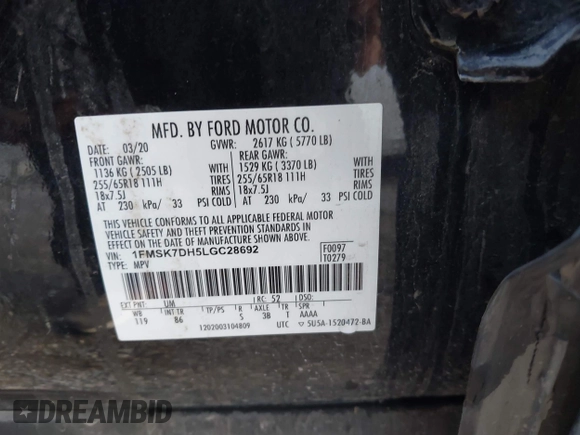 MFD. BY FORD MOTOR CO.
DATE: 03/20 GVWR: 2617 KG ( 5770 LB)
FRONT GAWR: REAR GAWR:
1136 KG ( 2505 LB) WITH 1529 KG ( 3370 LB) WITH
255/65R18 111H TIRES 255/65R18 111H TIRES
18x7.5J RIMS 18x7.5J RIMS
AT 230 kPa/ 33 PSI COLD AT 230 kPa/ 33 PSI COLD
THIS VEHICLE CONFORMS TO ALL APPLICABLE FEDERAL MOTOR
VEHICLE SAFETY AND THEFT PREVENTION STANDARDS IN
EFFECT ON THE DATE OF MANUFACTURE SHOWN ABOVE.
VIN: 1FMSK7DH5LGC28692 F0097
TYPE: MPV T0279
EXT PNT: UM RC: 52 DSO:
WB INT TR TP/PS R AXLE TR SPR
119 B6 S 3B T AAAA
1202003104809 UTC 5U5A-1520472-BA
DREAMBID